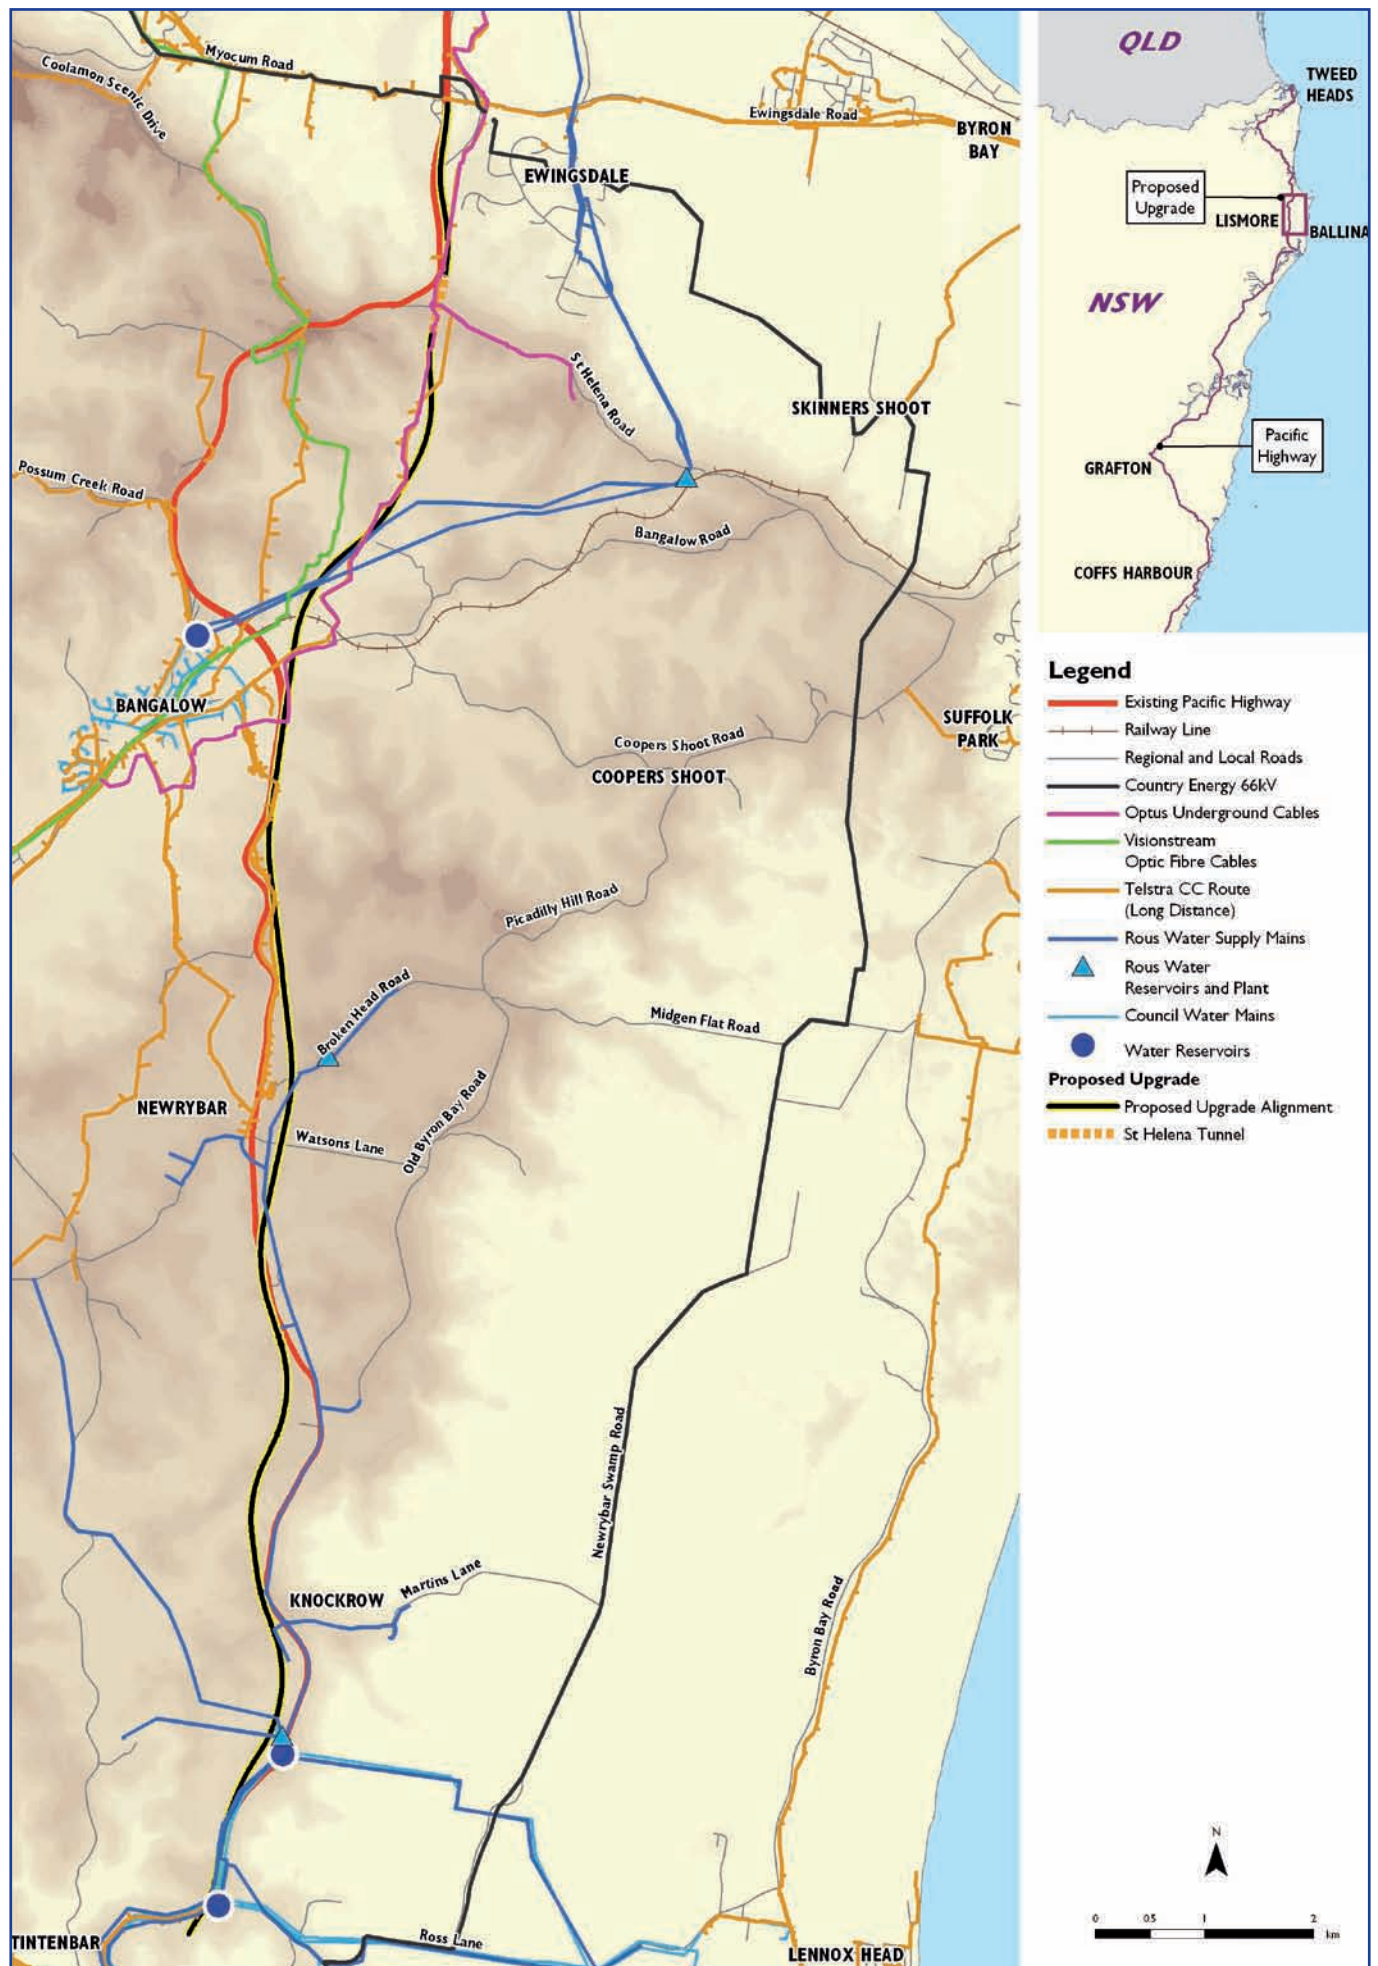 Myocum Road
Coolamon Scenic Drive
Ewingsdale Road
BYRON
BAY
EWINGSDALE
St Helena Road
SKINNERS SHOOT
Possum Creek Road
Bangalow Road
BANGALOW
SUFFOLK
PARK
Coopers Shoot Road
COOPERS SHOOT
Picadilly Hill Road
Broken Head Road
Midgen Flat Road
NEWRYBAR
Watsons Lane
Old Byron Bay Road
Newrybar Swamp Road
KNOCKROW
Martins Lane
Byron Bay Road
TINTENBAR
Ross Lane
LENNOX HEAD
QLD
TWEED
HEADS
Proposed
Upgrade
LISMORE
BALLINA
NSW
Pacific
Highway
GRAFTON
COFFS HARBOUR
Legend
Existing Pacific Highway
Railway Line
Regional and Local Roads
Country Energy 66kV
Optus Underground Cables
Visionstream
Optic Fibre Cables
Telstra CC Route
(Long Distance)
Rous Water Supply Mains
Rous Water
Reservoirs and Plant
Council Water Mains
Water Reservoirs
Proposed Upgrade
Proposed Upgrade Alignment
St Helena Tunnel
N
0 0.5 1 2
km